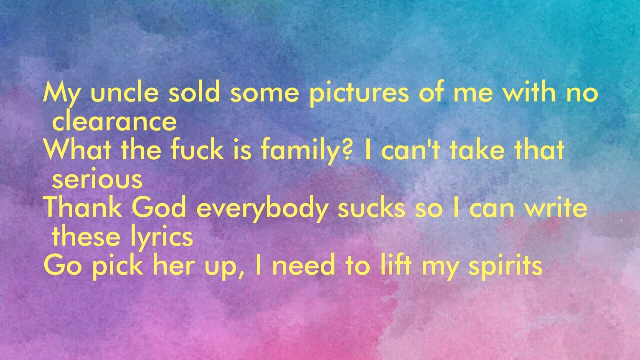 My uncle sold some pictures of me with no
clearance
What the fuck is family? I can't take that
serious
Thank God everybody sucks so I can write
these lyrics
Go pick her up, I need to lift my spirits